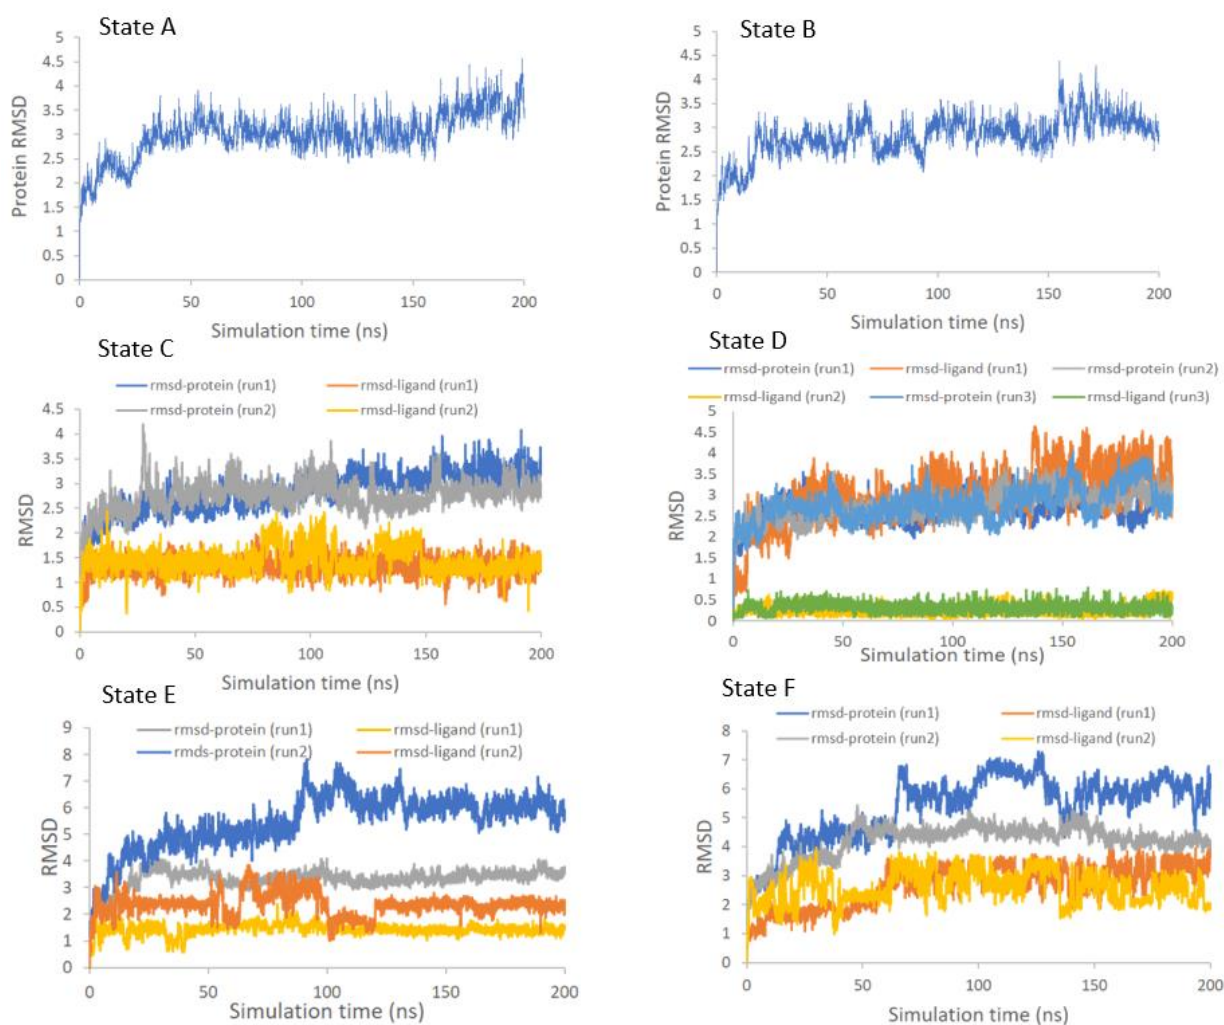 State A
State B
Protein RMSD
5
4.5
4
3.5
3
2.5
2
1.5
1
0.5
0
0 50 100 150 200
Simulation time (ns)
Protein RMSD
5
4.5
4
3.5
3
2.5
2
1.5
1
0.5
0
0 50 100 150 200
Simulation time (ns)
State C
rmsd-protein (run1) rmsd-ligand (run1)
rmsd-protein (run2) rmsd-ligand (run2)
RMSD
4.5
4
3.5
3
2.5
2
1.5
1
0.5
0
0 50 100 150 200
Simulation time (ns)
State D
rmsd-protein (run1) rmsd-ligand (run1) rmsd-protein (run2)
rmsd-ligand (run2) rmsd-protein (run3) rmsd-ligand (run3)
RMSD
5
4.5
4
3.5
3
2.5
2
1.5
1
0.5
0
0 50 100 150 200
Simulation time (ns)
State E
rmsd-protein (run1) rmsd-ligand (run1)
rmds-protein (run2) rmsd-ligand (run2)
RMSD
9
8
7
6
5
4
3
2
1
0
0 50 100 150 200
Simulation time (ns)
State F
rmsd-protein (run1) rmsd-ligand (run1)
rmsd-protein (run2) rmsd-ligand (run2)
RMSD
8
7
6
5
4
3
2
1
0
0 50 100 150 200
Simulation time (ns)